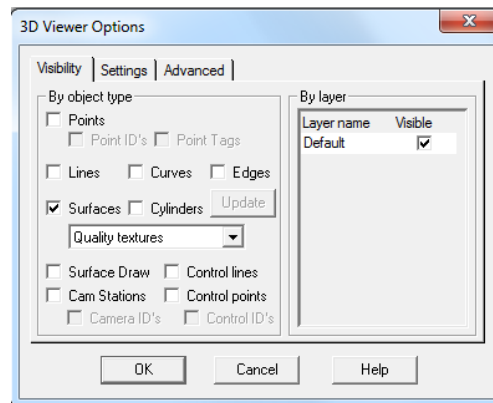 3D Viewer Options
Visibility Settings Advanced
By object type
Points
Point ID's Point Tags
Lines Curves Edges
Surfaces Cylinders Update
Quality textures
Surface Draw Control lines
Cam Stations Control points
Camera ID's Control ID's
By layer
Layer name Visible
Default
OK Cancel Help